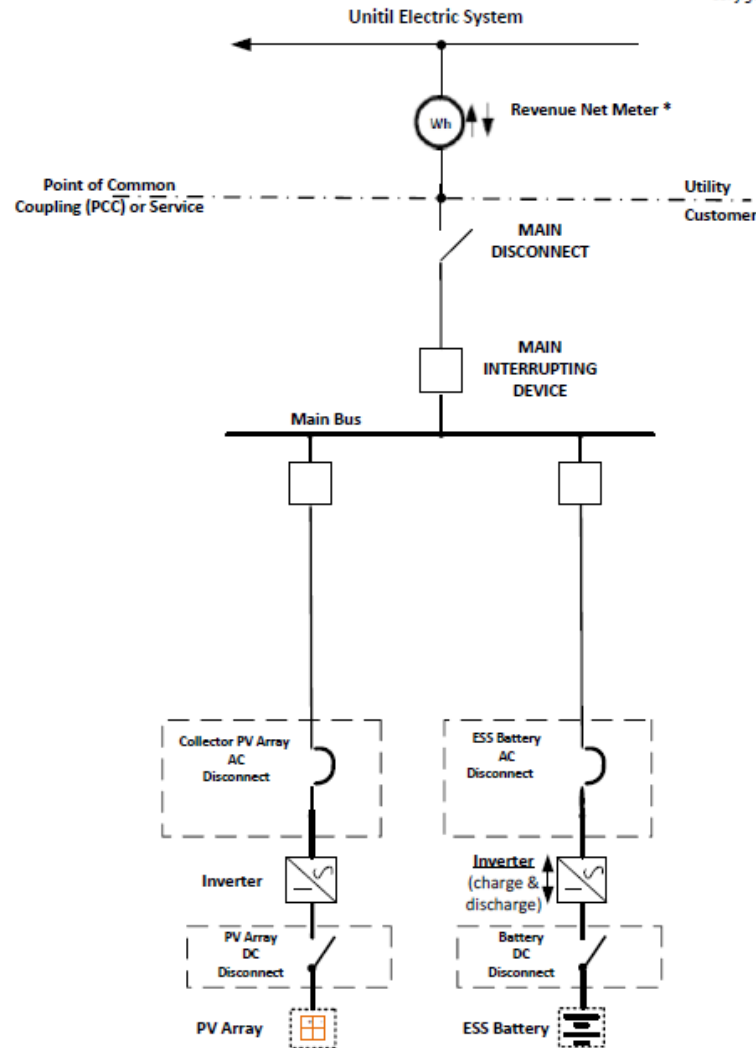 Unitil Electric System
Wh
Revenue Net Meter *
Point of Common
Coupling (PCC) or Service
Utility
Customer
MAIN
DISCONNECT
MAIN
INTERRUPTING
DEVICE
Main Bus
Collector PV Array
AC
Disconnect
ESS Battery
AC
Disconnect
Inverter
Inverter
(charge &
discharge)
PV Array
DC
Disconnect
Battery
DC
Disconnect
PV Array
ESS Battery